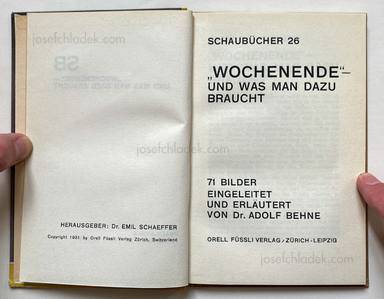 josefchladek.com
HERAUSGEBER: Dr. EMIL SCHAEFFER
Copyright 1931 by Orell Füssli Verlag Zürich, Switzerland
SCHAUBÜCHER 26
„WOCHENENDE“—
UND WAS MAN DAZU
BRAUCHT
josefchladek.com
71 BILDER
EINGELEITET
UND ERLÄUTERT
VON Dr. ADOLF BEHNE
ORELL FÜSSLI VERLAG / ZÜRICH - LEIPZIG
josefchladek.com